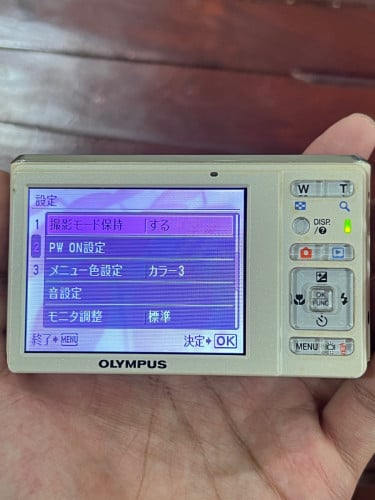 設定
1 撮影モード保持 する
2 PW ON設定
3 メニュー色設定 カラー3
音設定
モニタ調整 標準
終了 MENU 決定 OK
OLYMPUS
W T
DISP.
/?
OK
FUNC
MENU